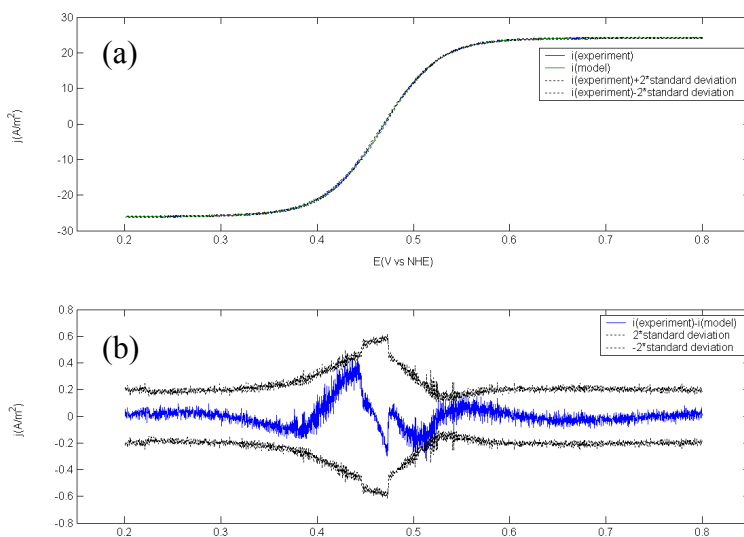 (a)
30
20
10
0
-10
-20
-30
j(A/m²)
i(experiment)
i(model)
i(experiment)+2*standard deviation
i(experiment)-2*standard deviation
0.2 0.3 0.4 0.5 0.6 0.7 0.8
E(V vs NHE)
(b)
0.8
0.6
0.4
0.2
0
-0.2
-0.4
-0.6
-0.8
j(A/m²)
i(experiment)-i(model)
2*standard deviation
-2*standard deviation
0.2 0.3 0.4 0.5 0.6 0.7 0.8